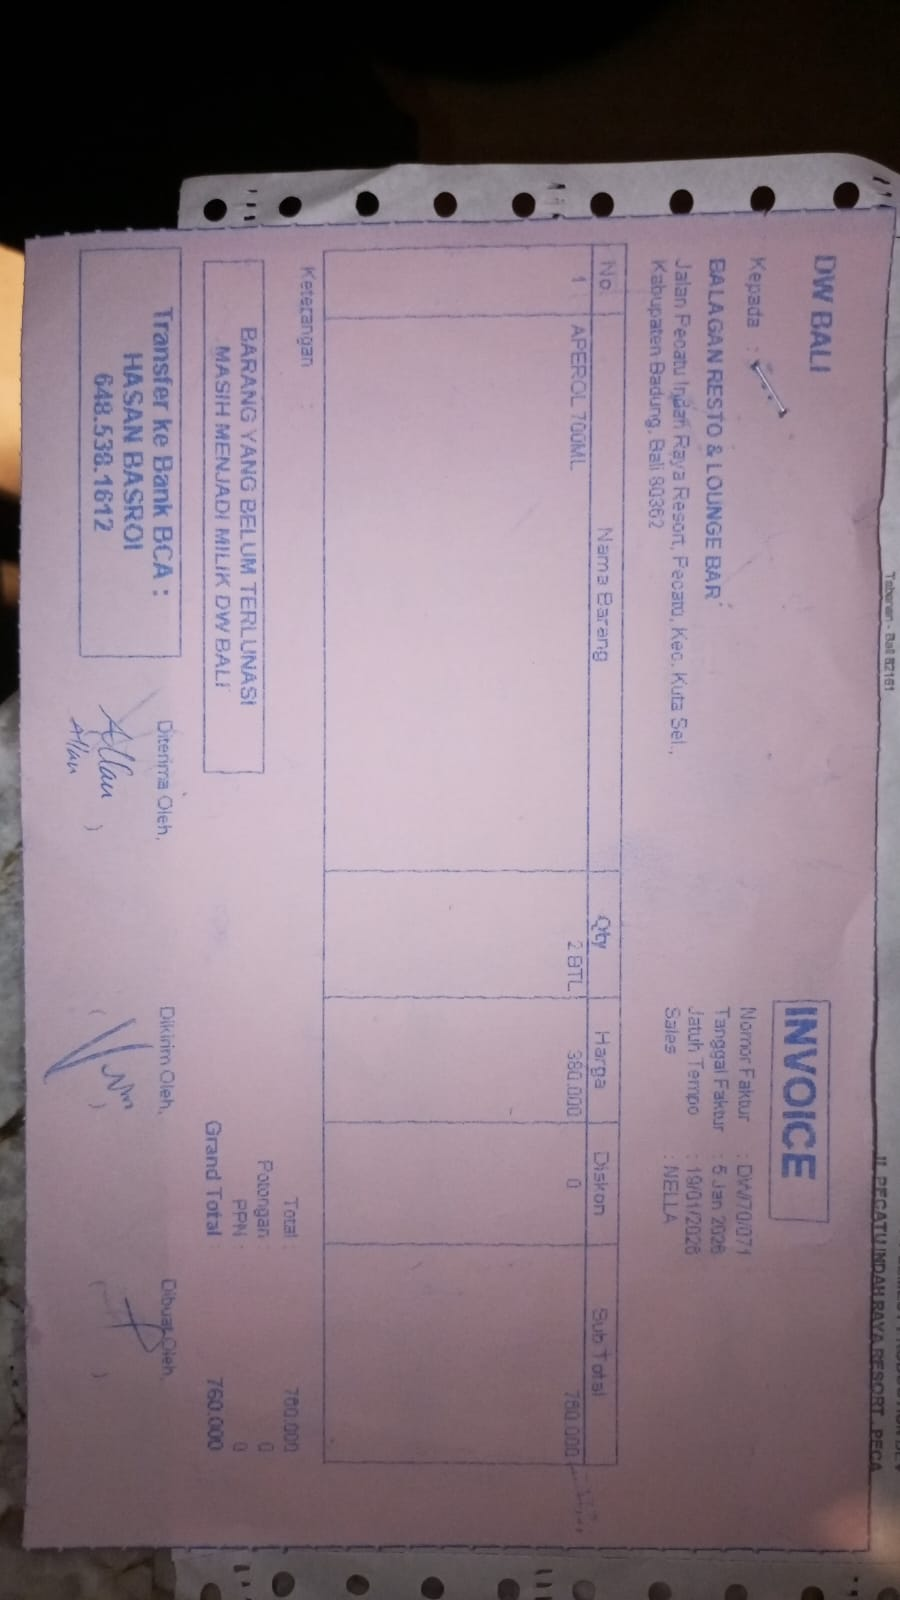 DW BALI
INVOICE
Kepada :
BALAGAN RESTO & LOUNGE BAR
Jalan Pecatu Indah Raya Resort, Pecatu, Kec. Kuta Sel.,
Kabupaten Badung, Bali 80362
Nomor Faktur : DW/70/071
Tanggal Faktur : 5 Jan 2026
Jatuh Tempo : 19/01/2026
Sales : NELLA
No. Nama Barang Qty Harga Diskon Sub Total
1 APEROL 700ML 2 BTL 380.000 0 760.000
Keterangan :
Total : 760.000
Potongan : 0
PPN : 0
Grand Total : 760.000
BARANG YANG BELUM TERLUNASI
MASIH MENJADI MILIK DW BALI
Transfer ke Bank BCA :
HASAN BASROI
648.538.1612
Diterima Oleh,
Allan
Allan
Dikirim Oleh,
Dibuat Oleh,
Tabanan - Bali 82161
Jl. PECATU INDAH RAYA RESORT, PECA